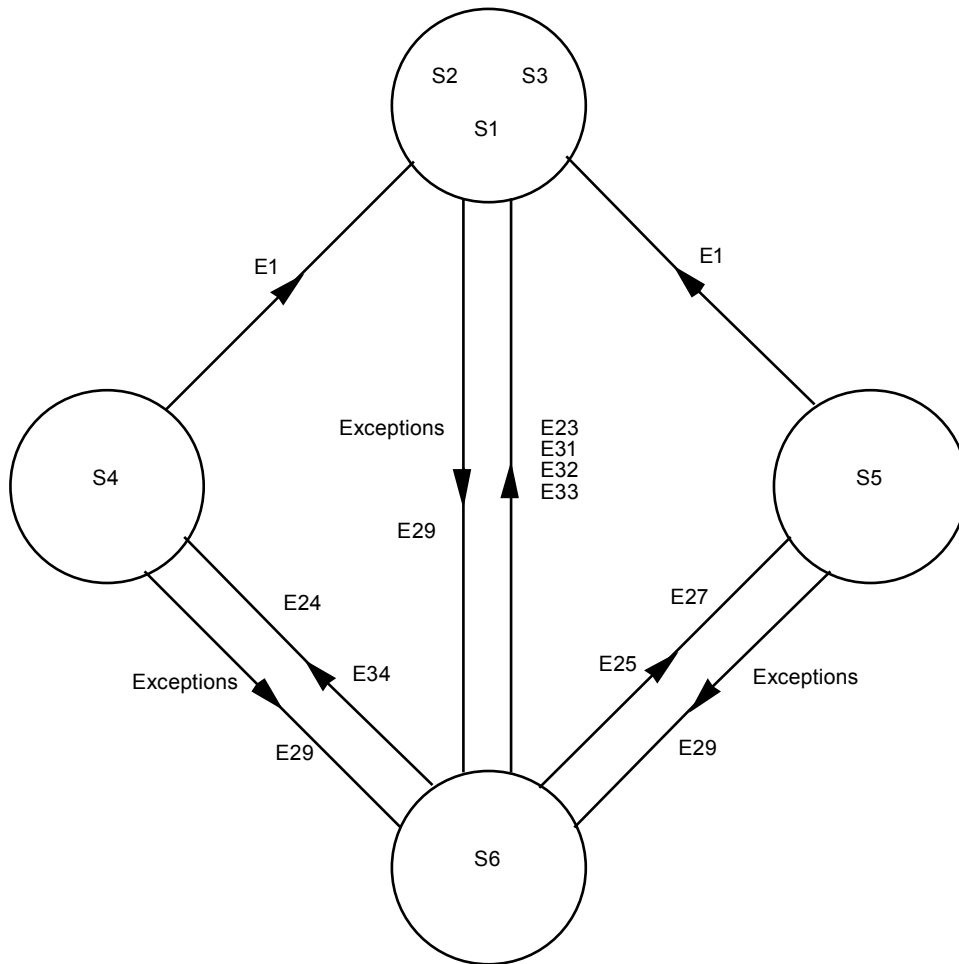 S2
S3
S1
E1
E1
Exceptions
E23
E31
E32
E33
S4
S5
E29
E24
E27
E34
E25
Exceptions
Exceptions
E29
E29
S6